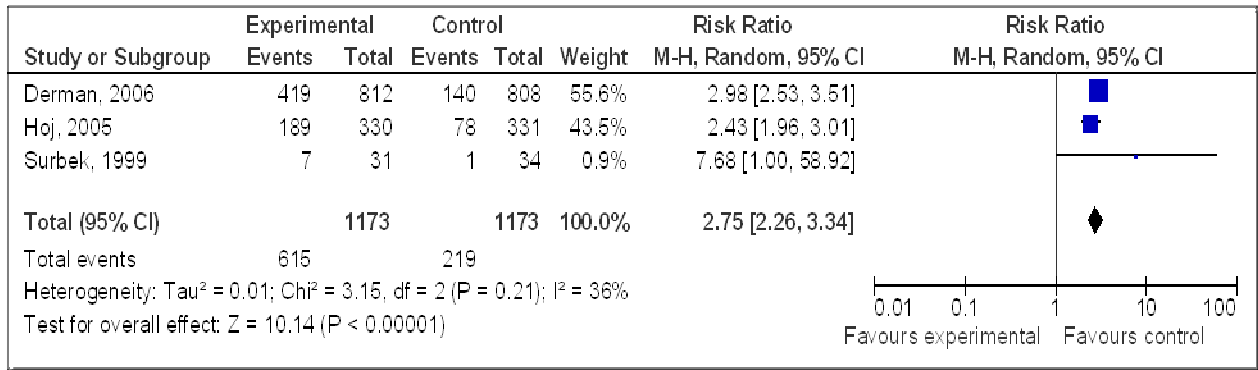 Experimental Control Risk Ratio Risk Ratio
Study or Subgroup Events Total Events Total Weight M-H, Random, 95% CI M-H, Random, 95% CI
Derman, 2006 419 812 140 808 55.6% 2.98 [2.53, 3.51]
Hoj, 2005 189 330 78 331 43.5% 2.43 [1.96, 3.01]
Surbek, 1999 7 31 1 34 0.9% 7.68 [1.00, 58.92]
Total (95% CI) 1173 1173 100.0% 2.75 [2.26, 3.34]
Total events 615 219
Heterogeneity: Tau² = 0.01; Chi² = 3.15, df = 2 (P = 0.21); I² = 36%
Test for overall effect: Z = 10.14 (P < 0.00001)
0.01 0.1 1 10 100
Favours experimental Favours control